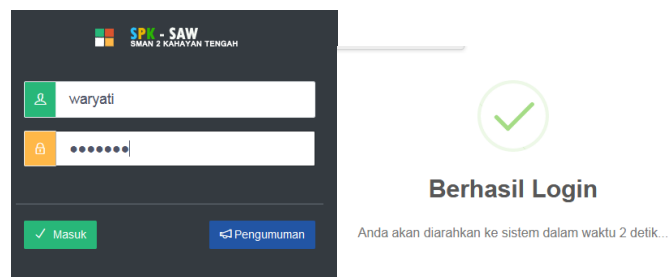 SPK - SAW
SMAN 2 KAHAYAN TENGAH
waryati
Masuk
Pengumuman
Berhasil Login
Anda akan diarahkan ke sistem dalam waktu 2 detik...